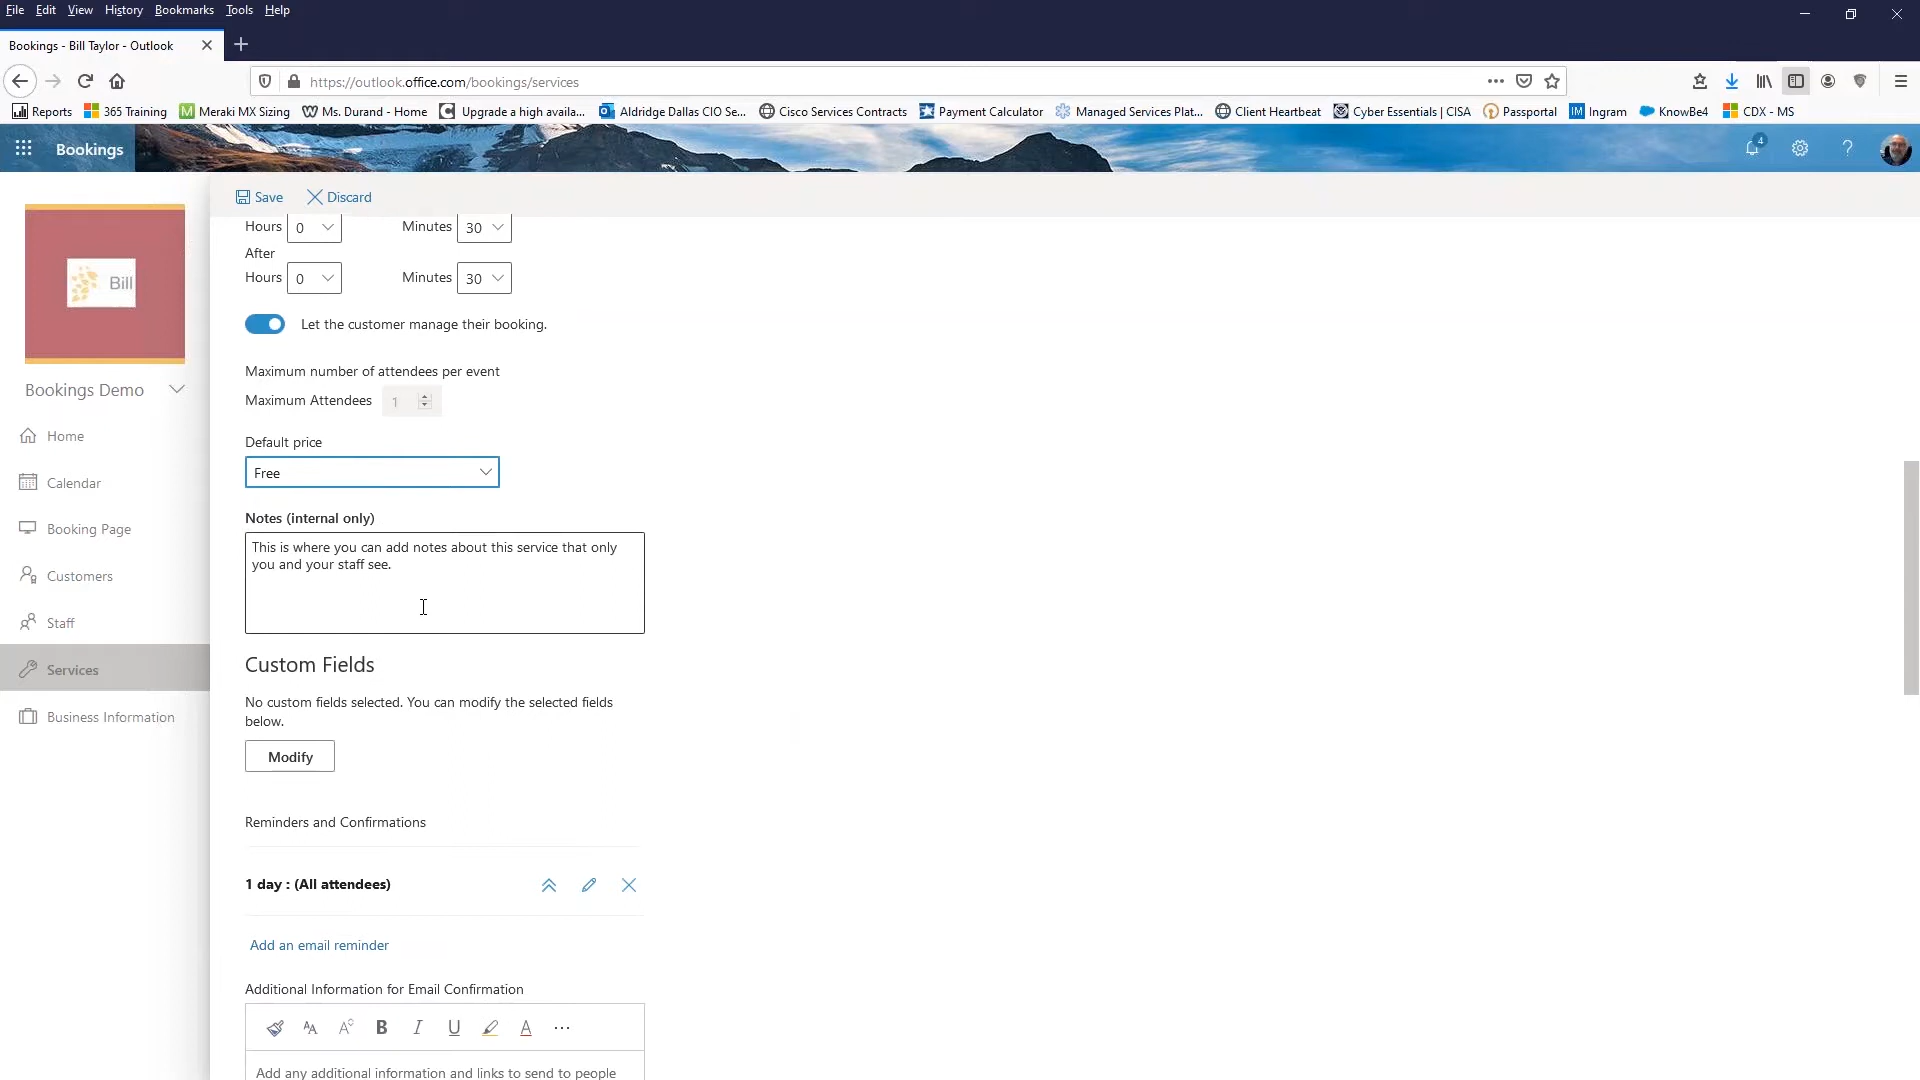 File Edit View History Bookmarks Tools Help
Bookings - Bill Taylor - Outlook
https://outlook.office.com/bookings/services
Reports 365 Training Meraki MX Sizing Ms. Durand - Home Upgrade a high availa... Aldridge Dallas CIO Se... Cisco Services Contracts Payment Calculator Managed Services Plat... Client Heartbeat Cyber Essentials | CISA Passportal Ingram KnowBe4 CDX - MS
Bookings
4
Save Discard
Hours 0 Minutes 30
After
Hours 0 Minutes 30
Let the customer manage their booking.
Maximum number of attendees per event
Maximum Attendees 1
Default price
Free
Notes (internal only)
This is where you can add notes about this service that only
you and your staff see.
Custom Fields
No custom fields selected. You can modify the selected fields
below.
Modify
Reminders and Confirmations
1 day : (All attendees)
Add an email reminder
Additional Information for Email Confirmation
B I U A ...
Add any additional information and links to send to people
Bill
Bookings Demo
Home
Calendar
Booking Page
Customers
Staff
Services
Business Information